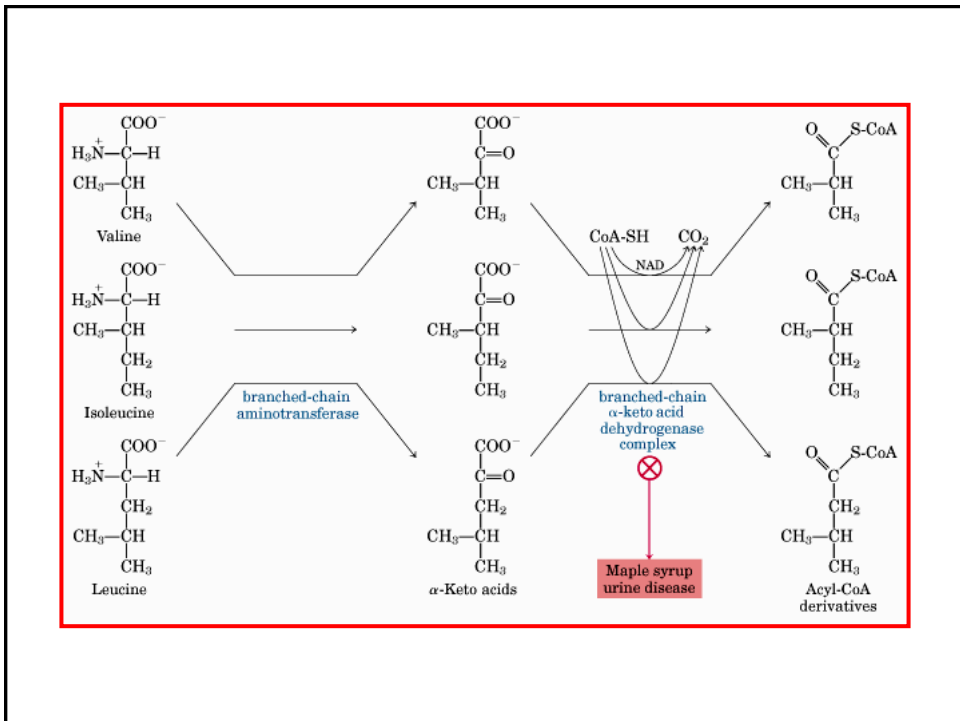 COO⁻
H₃N⁺—C—H
CH₃—CH
CH₃
Valine
COO⁻
C=O
CH₃—CH
CH₃
CoA-SH CO₂
NAD
O S-CoA
C
CH₃—CH
CH₃
COO⁻
H₃N⁺—C—H
CH₃—CH
CH₂
CH₃
Isoleucine
COO⁻
C=O
CH₃—CH
CH₂
CH₃
O S-CoA
C
CH₃—CH
CH₂
CH₃
branched-chain
aminotransferase
branched-chain
α-keto acid
dehydrogenase
complex
COO⁻
H₃N⁺—C—H
CH₂
CH₃—CH
CH₃
Leucine
COO⁻
C=O
CH₂
CH₃—CH
CH₃
α-Keto acids
Maple syrup
urine disease
O S-CoA
C
CH₂
CH₃—CH
CH₃
Acyl-CoA
derivatives